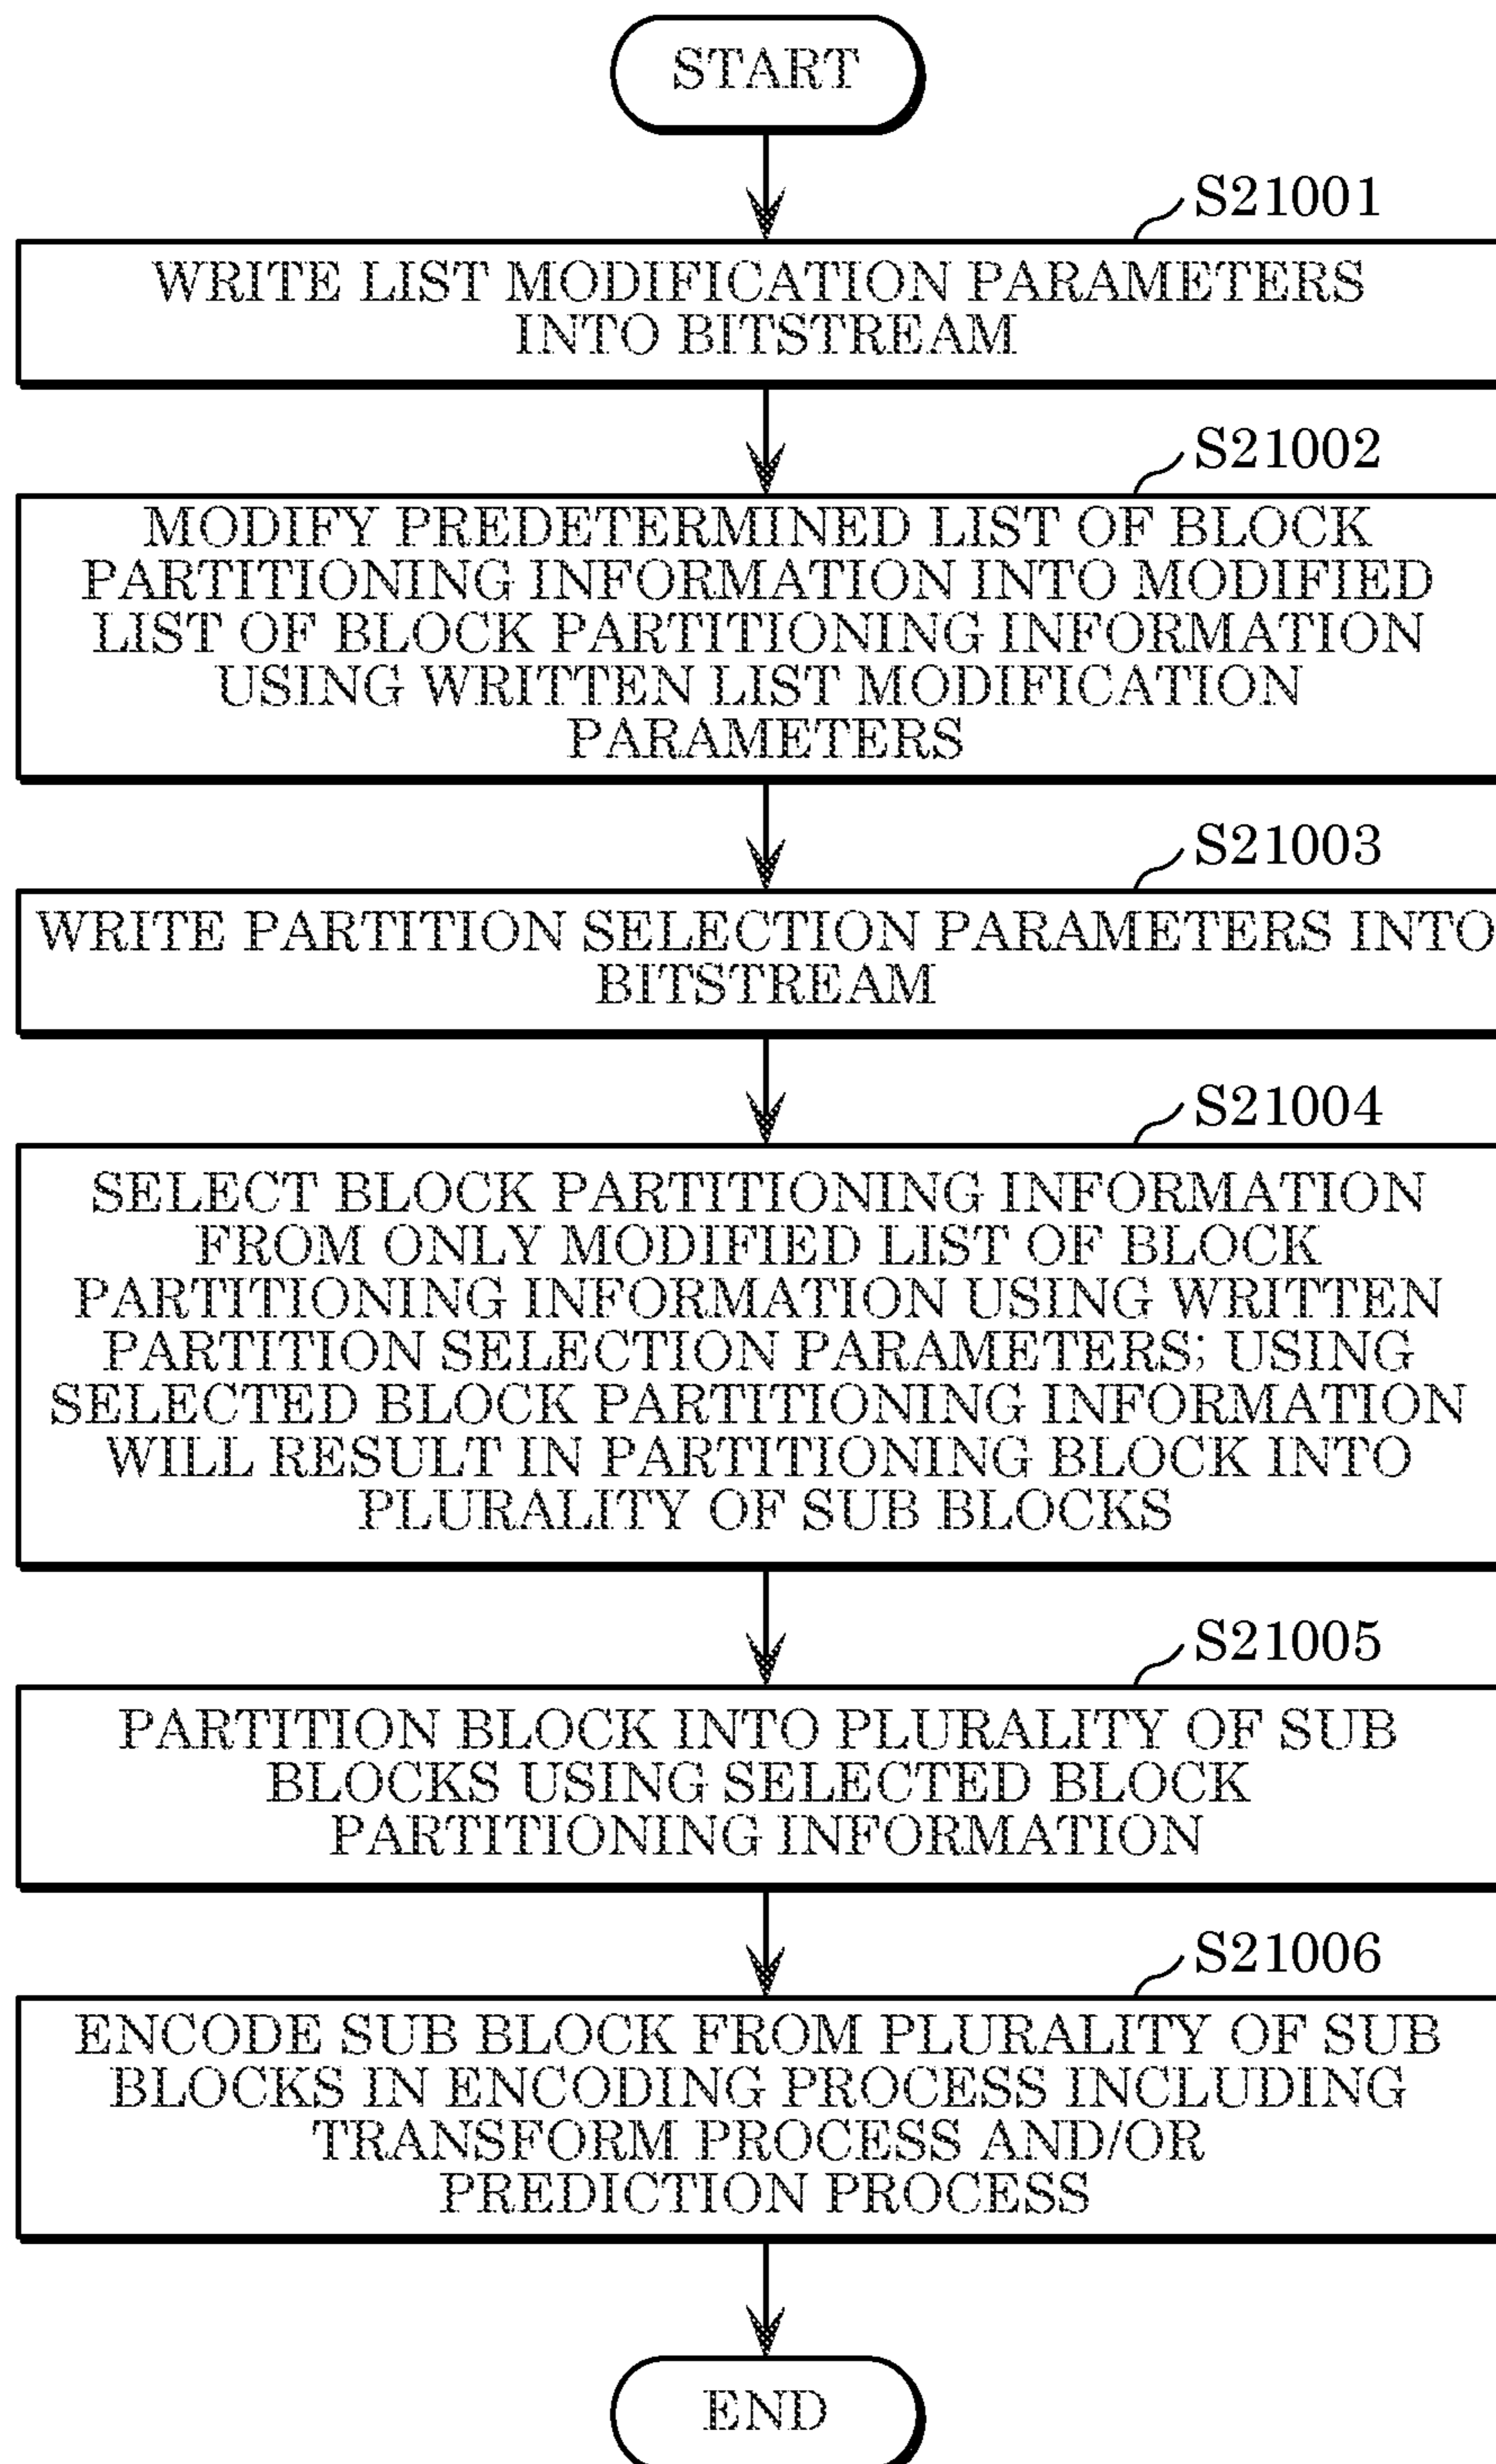 START
S21001
WRITE LIST MODIFICATION PARAMETERS
INTO BITSTREAM
S21002
MODIFY PREDETERMINED LIST OF BLOCK
PARTITIONING INFORMATION INTO MODIFIED
LIST OF BLOCK PARTITIONING INFORMATION
USING WRITTEN LIST MODIFICATION
PARAMETERS
S21003
WRITE PARTITION SELECTION PARAMETERS INTO
BITSTREAM
S21004
SELECT BLOCK PARTITIONING INFORMATION
FROM ONLY MODIFIED LIST OF BLOCK
PARTITIONING INFORMATION USING WRITTEN
PARTITION SELECTION PARAMETERS; USING
SELECTED BLOCK PARTITIONING INFORMATION
WILL RESULT IN PARTITIONING BLOCK INTO
PLURALITY OF SUB BLOCKS
S21005
PARTITION BLOCK INTO PLURALITY OF SUB
BLOCKS USING SELECTED BLOCK
PARTITIONING INFORMATION
S21006
ENCODE SUB BLOCK FROM PLURALITY OF SUB
BLOCKS IN ENCODING PROCESS INCLUDING
TRANSFORM PROCESS AND/OR
PREDICTION PROCESS
END